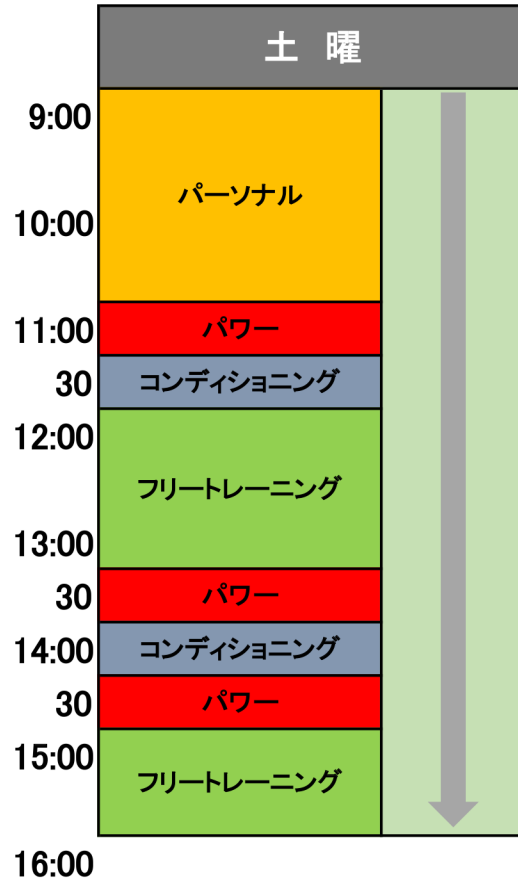 土 曜
9:00
パーソナル
10:00
11:00
パワー
30
コンディショニング
12:00
フリートレーニング
13:00
30
パワー
14:00
コンディショニング
30
パワー
15:00
フリートレーニング
16:00